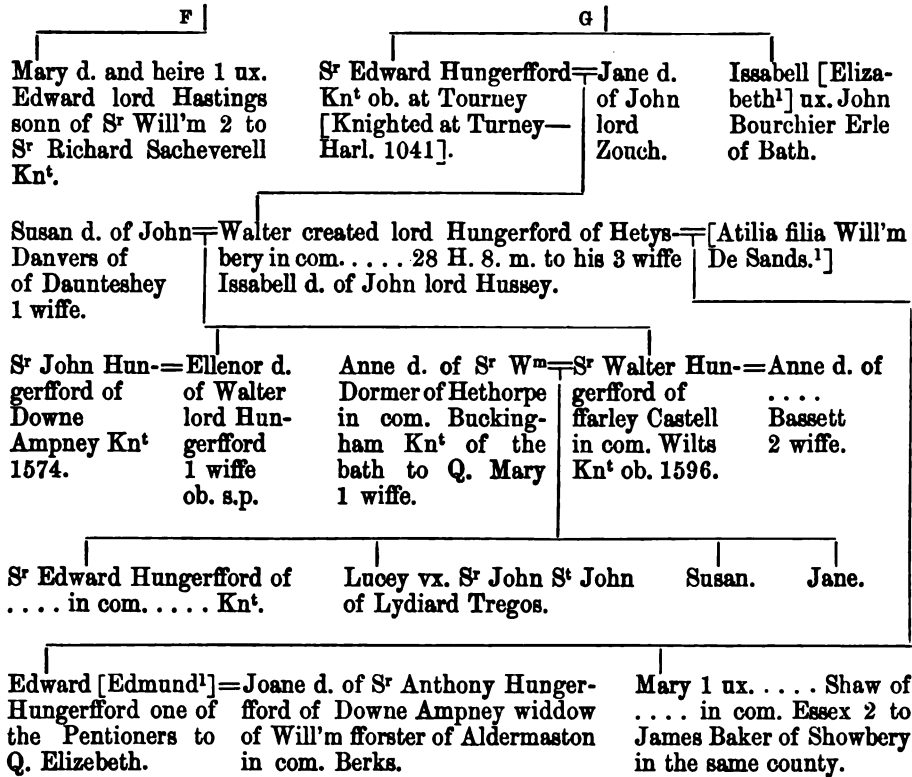 F
G
Mary d. and heire 1 ux.
Edward lord Hastings
sonn of Sʳ Will'm 2 to
Sʳ Richard Sacheverell
Knᵗ.
Sʳ Edward Hungerfford=Jane d.
Knᵗ ob. at Tourney
[Knighted at Turney—
Harl. 1041].
of John
lord
Zouch.
Issabell [Eliza-
beth¹] ux. John
Bourchier Erle
of Bath.
Susan d. of John=Walter created lord Hungerford of Hetys-=[Atilia filia Will'm
Danvers of
of Daunteshey
1 wiffe.
bery in com. . . . . 28 H. 8. m. to his 3 wiffe
Issabell d. of John lord Hussey.
De Sands.¹]
Sʳ John Hun-=Ellenor d.
gerfford of
Downe
Ampney Knᵗ
1574.
of Walter
lord Hun-
gerfford
1 wiffe
ob. s.p.
Anne d. of Sʳ Wᵐ=Sʳ Walter Hun-=Anne d. of
Dormer of Hethorpe
in com. Bucking-
ham Knᵗ of the
bath to Q. Mary
1 wiffe.
gerfford of
ffarley Castell
in com. Wilts
Knᵗ ob. 1596.
. . . .
Bassett
2 wiffe.
Sʳ Edward Hungerfford of
. . . . in com. . . . . Knᵗ.
Lucey vx. Sʳ John Sᵗ John
of Lydiard Tregos.
Susan.
Jane.
Edward [Edmund¹]=Joane d. of Sʳ Anthony Hunger-
Hungerfford one of
the Pentioners to
Q. Elizebeth.
fford of Downe Ampney widdow
of Will'm fforster of Aldermaston
in com. Berks.
Mary 1 ux. . . . . Shaw of
. . . . in com. Essex 2 to
James Baker of Showbery
in the same county.